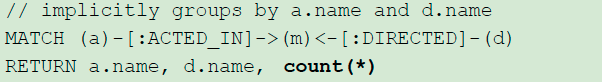 // implicitly groups by a.name and d.name
MATCH (a)-[:ACTED_IN]->(m)<-[:DIRECTED]-(d)
RETURN a.name, d.name, count(*)